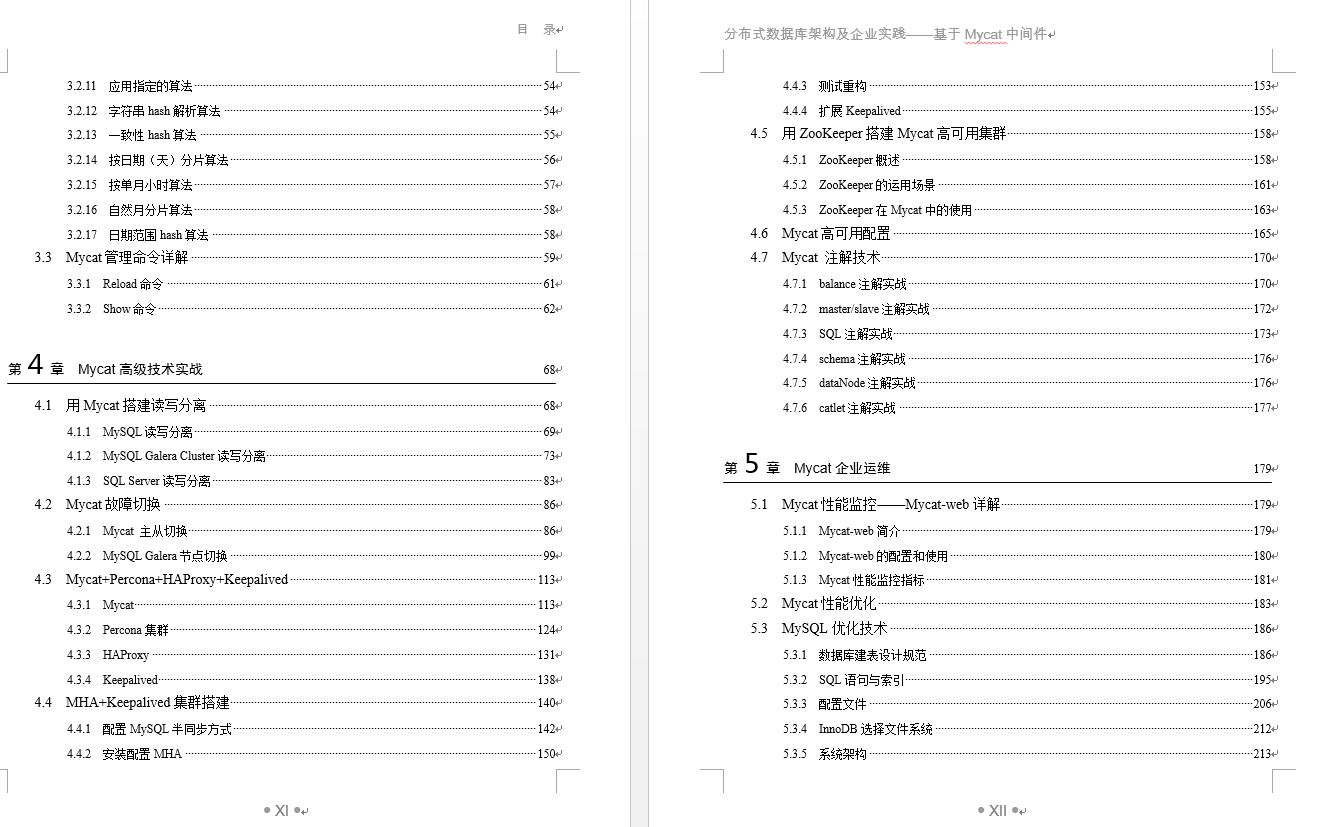 目 录
3.2.11 应用指定的算法 54
3.2.12 字符串 hash 解析算法 54
3.2.13 一致性 hash 算法 55
3.2.14 按日期（天）分片算法 56
3.2.15 按单月小时算法 57
3.2.16 自然月分片算法 58
3.2.17 日期范围 hash 算法 58
3.3 Mycat 管理命令详解 59
3.3.1 Reload 命令 61
3.3.2 Show 命令 62
第 4 章 Mycat 高级技术实战 68
4.1 用 Mycat 搭建读写分离 68
4.1.1 MySQL 读写分离 69
4.1.2 MySQL Galera Cluster 读写分离 73
4.1.3 SQL Server 读写分离 83
4.2 Mycat 故障切换 86
4.2.1 Mycat 主从切换 86
4.2.2 MySQL Galera 节点切换 99
4.3 Mycat+Percona+HAProxy+Keepalived 113
4.3.1 Mycat 113
4.3.2 Percona 集群 124
4.3.3 HAProxy 131
4.3.4 Keepalived 138
4.4 MHA+Keepalived 集群搭建 140
4.4.1 配置 MySQL 半同步方式 142
4.4.2 安装配置 MHA 150
● XI ●
分布式数据库架构及企业实践——基于 Mycat 中间件
4.4.3 测试重构 153
4.4.4 扩展 Keepalived 155
4.5 用 ZooKeeper 搭建 Mycat 高可用集群 158
4.5.1 ZooKeeper 概述 158
4.5.2 ZooKeeper 的运用场景 161
4.5.3 ZooKeeper 在 Mycat 中的使用 163
4.6 Mycat 高可用配置 165
4.7 Mycat 注解技术 170
4.7.1 balance 注解实战 170
4.7.2 master/slave 注解实战 172
4.7.3 SQL 注解实战 173
4.7.4 schema 注解实战 176
4.7.5 dataNode 注解实战 176
4.7.6 catlet 注解实战 177
第 5 章 Mycat 企业运维 179
5.1 Mycat 性能监控——Mycat-web 详解 179
5.1.1 Mycat-web 简介 179
5.1.2 Mycat-web 的配置和使用 180
5.1.3 Mycat 性能监控指标 181
5.2 Mycat 性能优化 183
5.3 MySQL 优化技术 186
5.3.1 数据库建表设计规范 186
5.3.2 SQL 语句与索引 195
5.3.3 配置文件 206
5.3.4 InnoDB 选择文件系统 212
5.3.5 系统架构 213
● XII ●